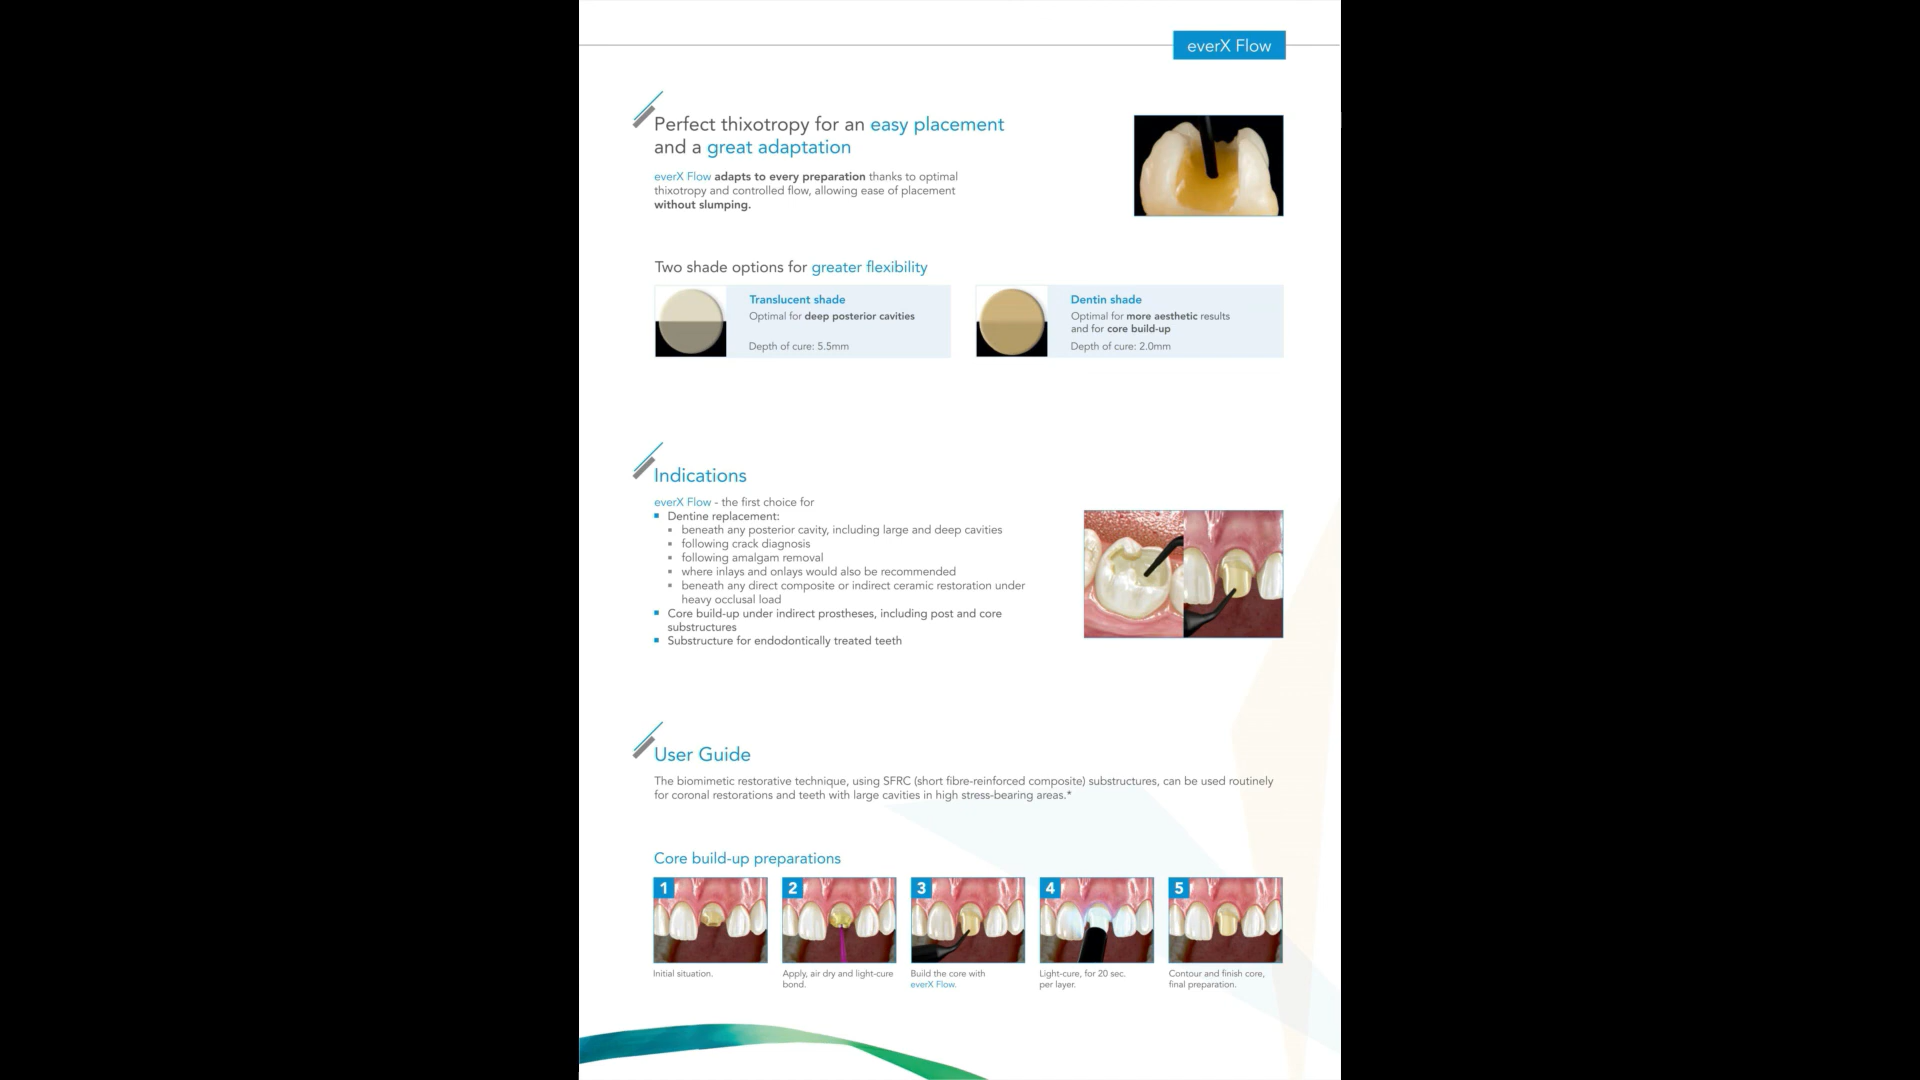 everX Flow
Perfect thixotropy for an easy placement
and a great adaptation
everX Flow adapts to every preparation thanks to optimal
thixotropy and controlled flow, allowing ease of placement
without slumping.
Two shade options for greater flexibility
Translucent shade
Optimal for deep posterior cavities
Depth of cure: 5.5mm
Dentin shade
Optimal for more aesthetic results
and for core build-up
Depth of cure: 2.0mm
Indications
everX Flow - the first choice for
▪ Dentine replacement:
▪ beneath any posterior cavity, including large and deep cavities
▪ following crack diagnosis
▪ following amalgam removal
▪ where inlays and onlays would also be recommended
▪ beneath any direct composite or indirect ceramic restoration under
heavy occlusal load
▪ Core build-up under indirect prostheses, including post and core
substructures
▪ Substructure for endodontically treated teeth
User Guide
The biomimetic restorative technique, using SFRC (short fibre-reinforced composite) substructures, can be used routinely
for coronal restorations and teeth with large cavities in high stress-bearing areas.*
Core build-up preparations
1
Initial situation.
2
Apply, air dry and light-cure
bond.
3
Build the core with
everX Flow.
4
Light-cure, for 20 sec.
per layer.
5
Contour and finish core,
final preparation.